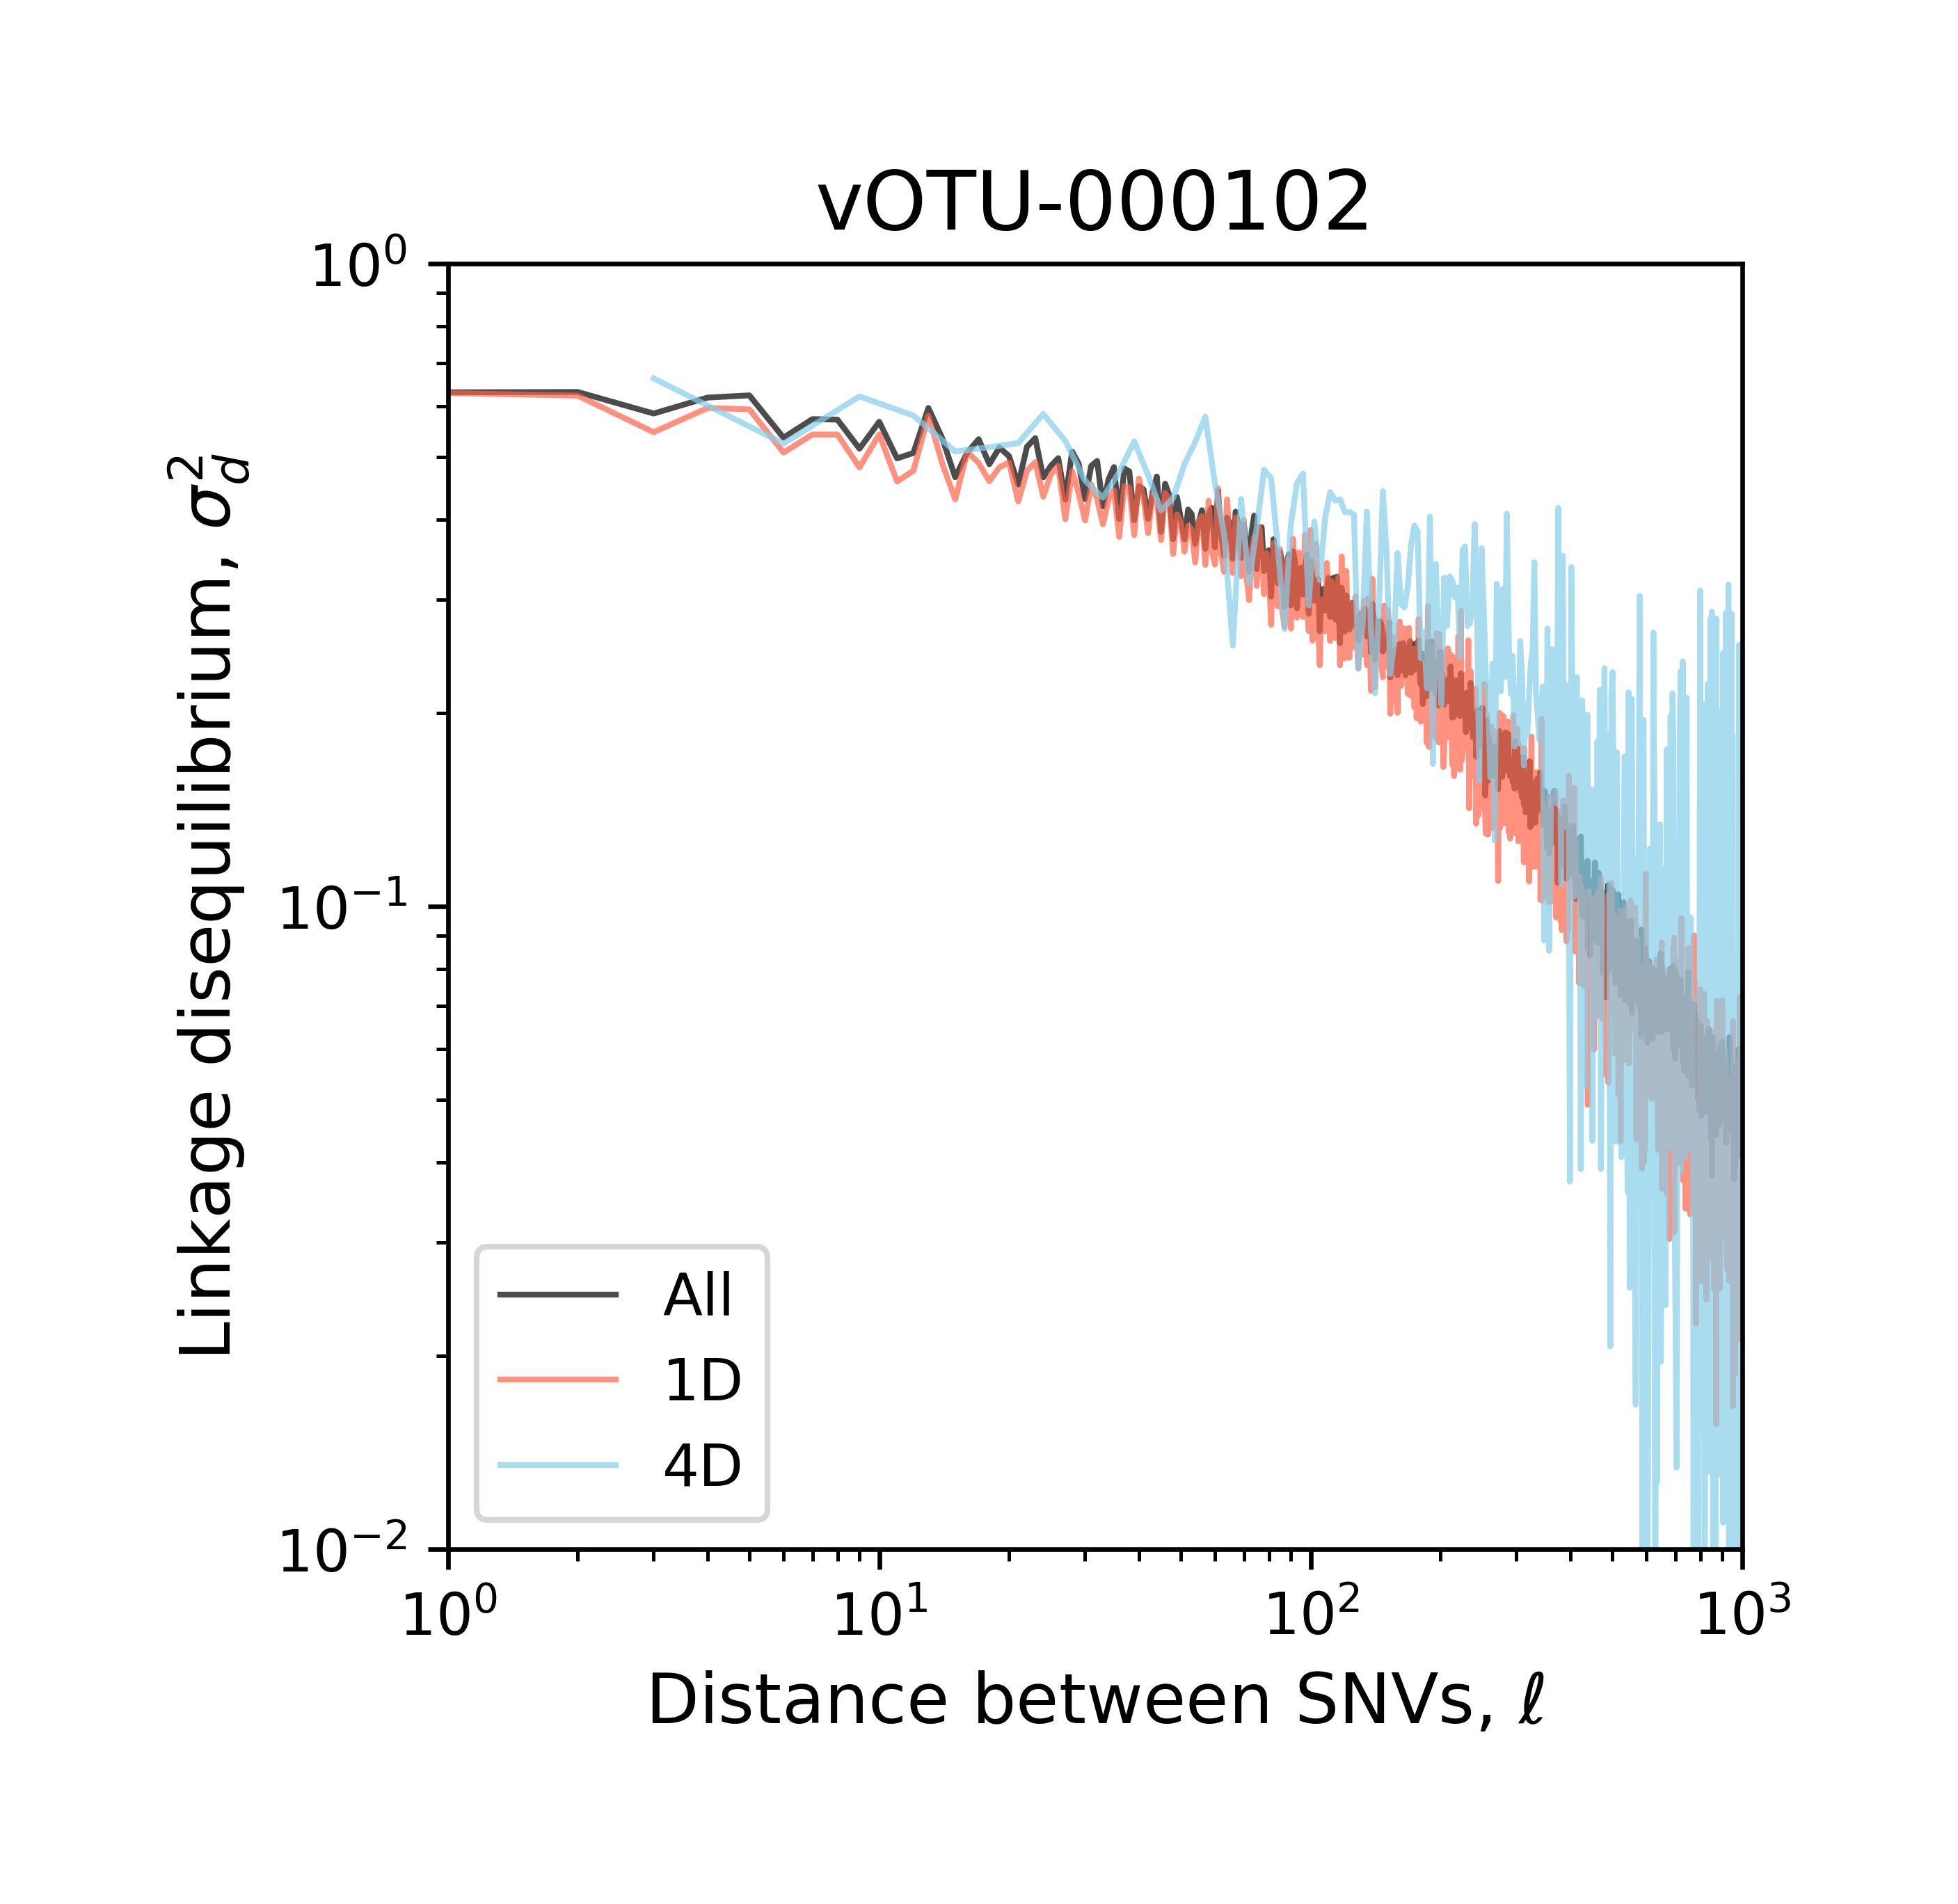 vOTU-000102
Linkage disequilibrium, σ_d^2
10^0
10^-1
10^-2
10^0 10^1 10^2 10^3
Distance between SNVs, ℓ
All
1D
4D